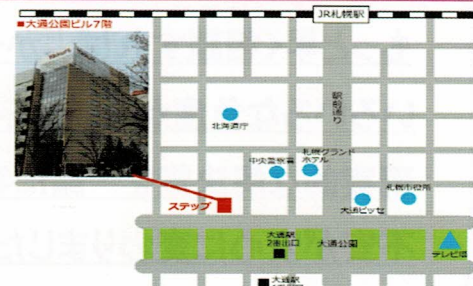 JR札幌駅
■大通公園ビル7階
駅前通り
北海道庁
中央警察署
札幌グランド
ホテル
ステップ
大通ビッセ
札幌市役所
大通駅
2番出口
大通公園
テレビ塔
大通駅